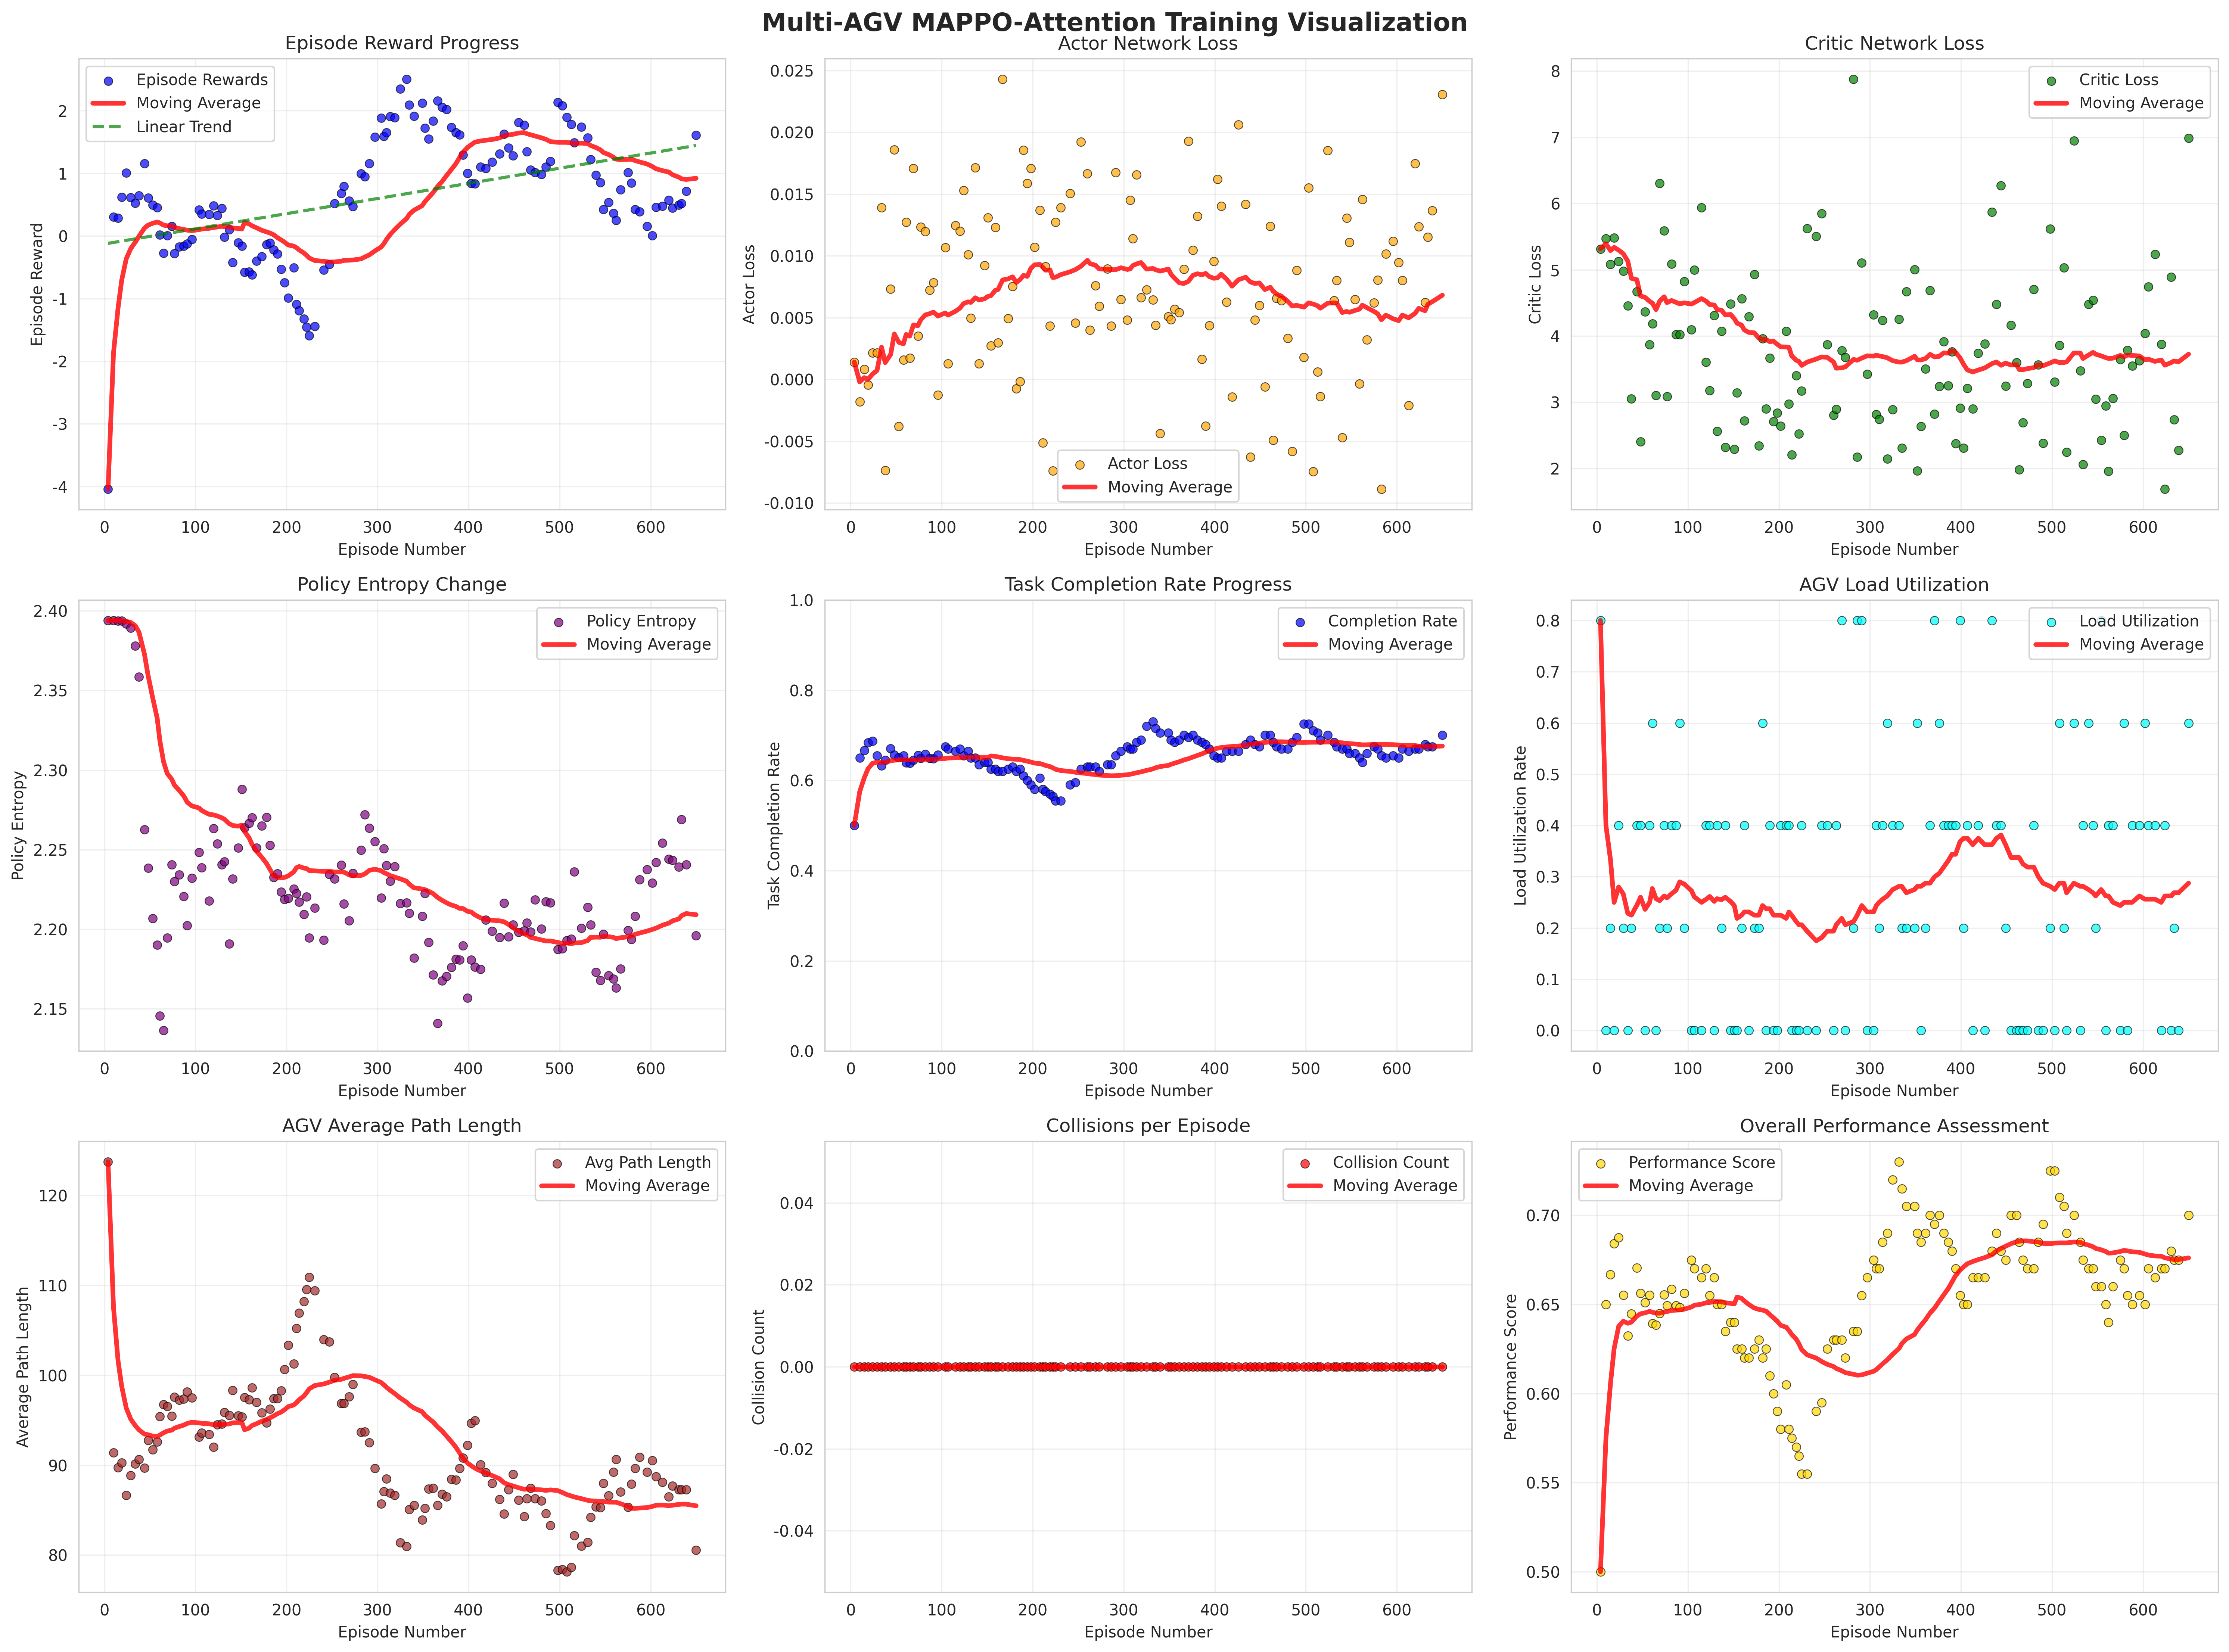 Multi-AGV MAPPO-Attention Training Visualization
Episode Reward Progress
Episode Rewards
Moving Average
Linear Trend
2
1
0
-1
-2
-3
-4
Episode Reward
0 100 200 300 400 500 600
Episode Number
Actor Network Loss
0.025
0.020
0.015
0.010
0.005
0.000
-0.005
-0.010
Actor Loss
Actor Loss
Moving Average
0 100 200 300 400 500 600
Episode Number
Critic Network Loss
Critic Loss
Moving Average
8
7
6
5
4
3
2
Critic Loss
0 100 200 300 400 500 600
Episode Number
Policy Entropy Change
Policy Entropy
Moving Average
2.40
2.35
2.30
2.25
2.20
2.15
Policy Entropy
0 100 200 300 400 500 600
Episode Number
Task Completion Rate Progress
Completion Rate
Moving Average
1.0
0.8
0.6
0.4
0.2
0.0
Task Completion Rate
0 100 200 300 400 500 600
Episode Number
AGV Load Utilization
Load Utilization
Moving Average
0.8
0.7
0.6
0.5
0.4
0.3
0.2
0.1
0.0
Load Utilization Rate
0 100 200 300 400 500 600
Episode Number
AGV Average Path Length
Avg Path Length
Moving Average
120
110
100
90
80
Average Path Length
0 100 200 300 400 500 600
Episode Number
Collisions per Episode
Collision Count
Moving Average
0.04
0.02
0.00
-0.02
-0.04
Collision Count
0 100 200 300 400 500 600
Episode Number
Overall Performance Assessment
Performance Score
Moving Average
0.70
0.65
0.60
0.55
0.50
Performance Score
0 100 200 300 400 500 600
Episode Number